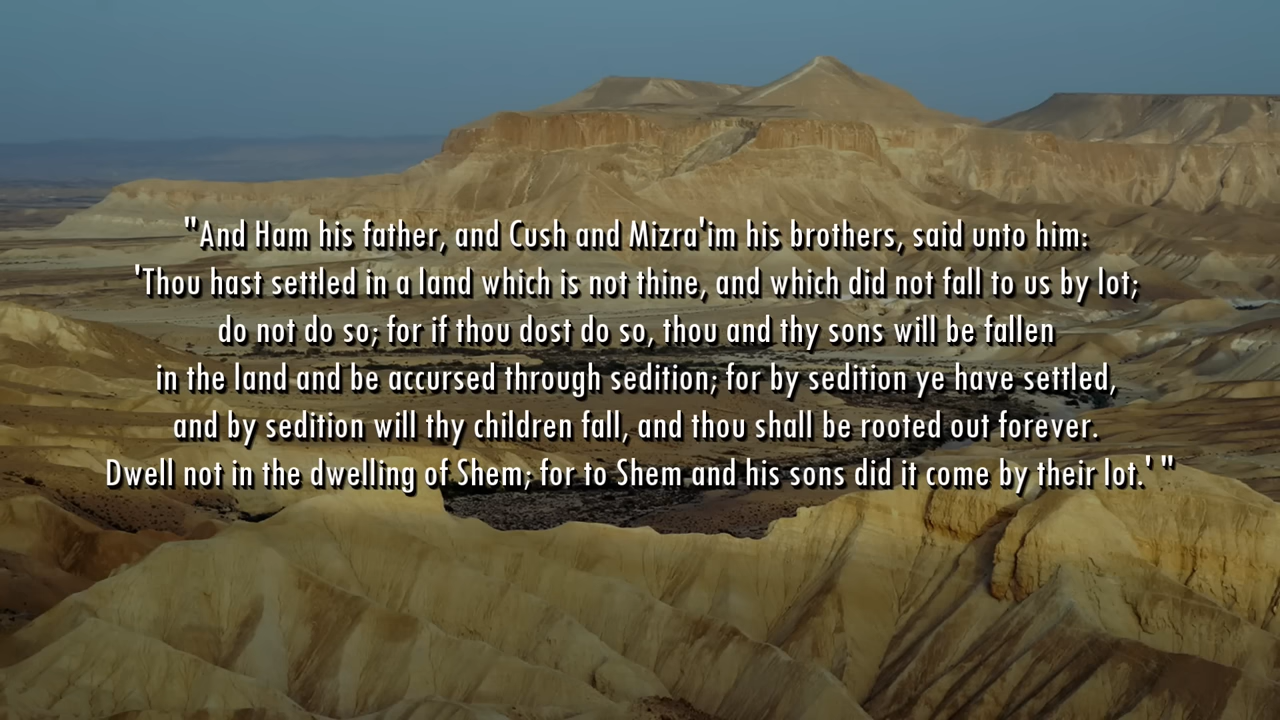 "And Ham his father, and Cush and Mizra'im his brothers, said unto him:
'Thou hast settled in a land which is not thine, and which did not fall to us by lot;
do not do so; for if thou dost do so, thou and thy sons will be fallen
in the land and be accursed through sedition; for by sedition ye have settled,
and by sedition will thy children fall, and thou shall be rooted out forever.
Dwell not in the dwelling of Shem; for to Shem and his sons did it come by their lot.' "